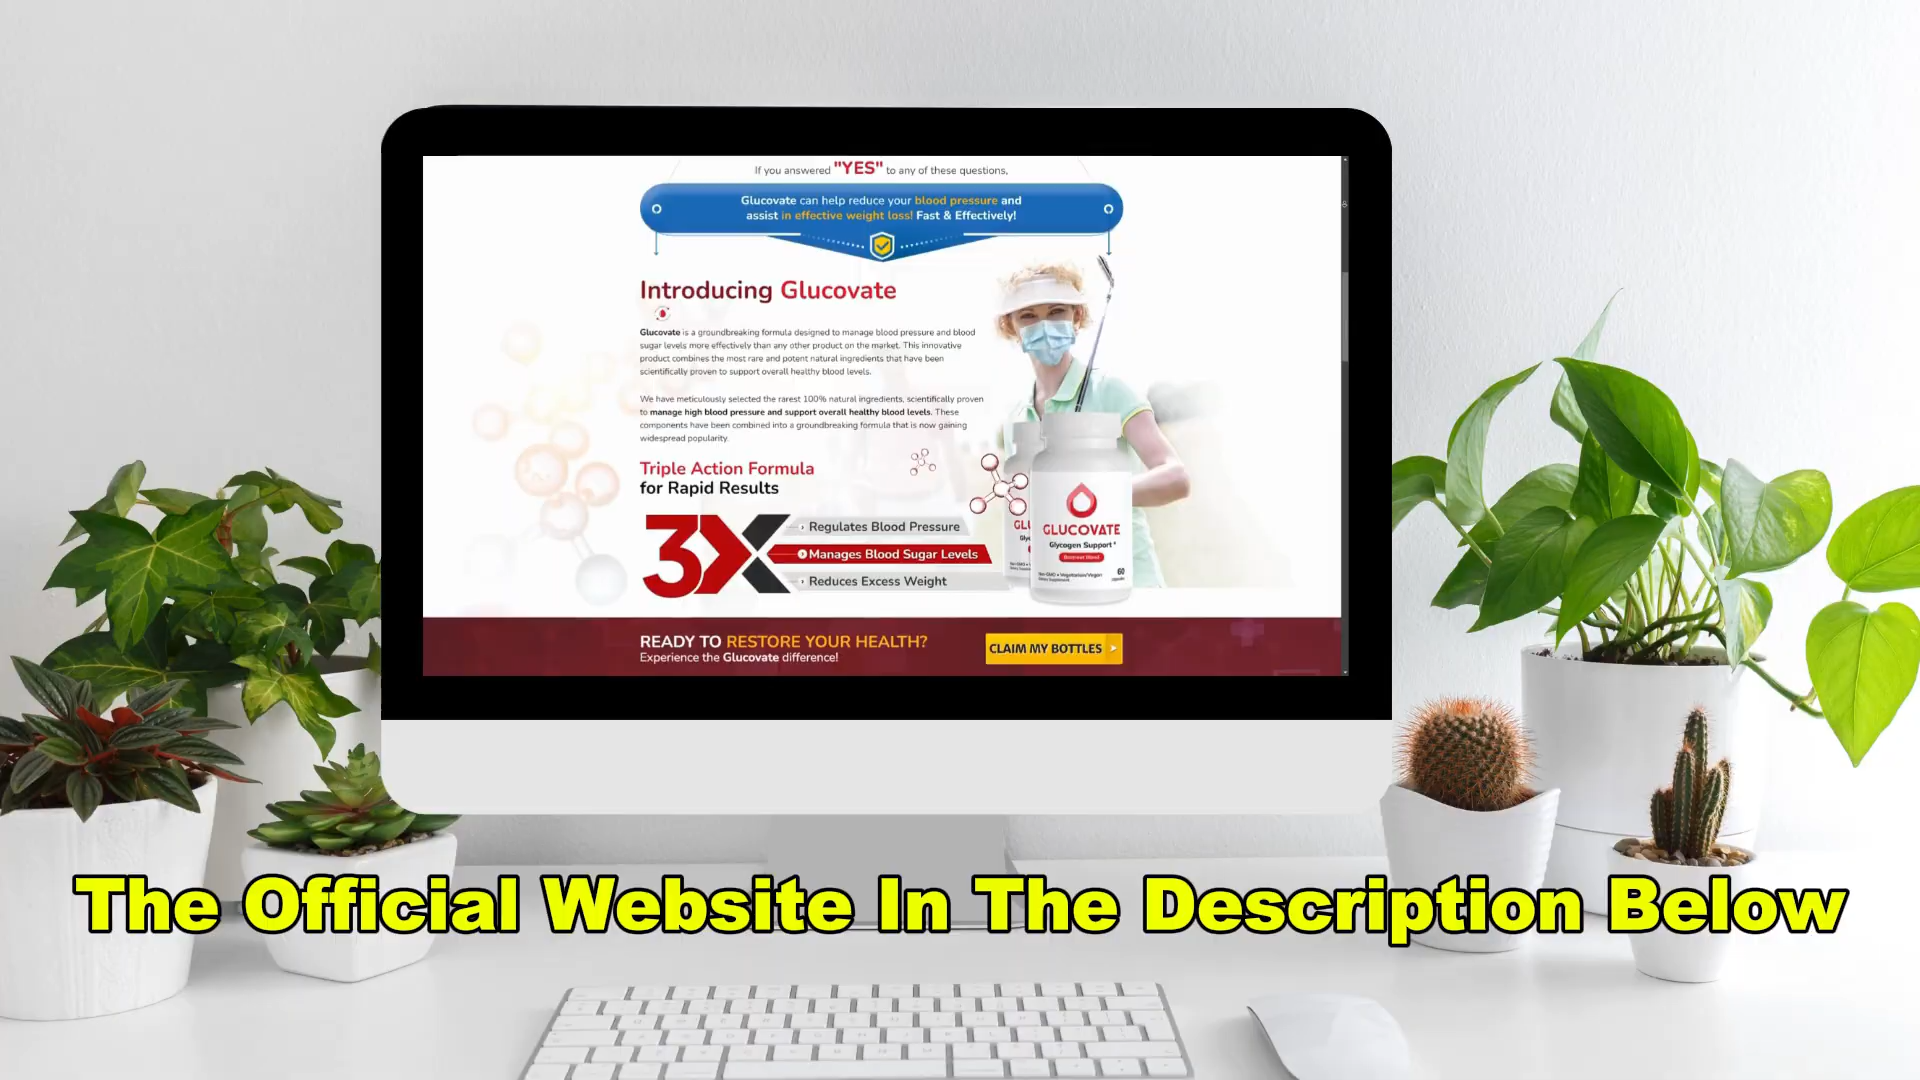 If you answered "YES" to any of these questions,
Glucovate can help reduce your blood pressure and
assist in effective weight loss! Fast & Effectively!
Introducing Glucovate
Glucovate is a groundbreaking formula designed to manage blood pressure and blood
sugar levels more effectively than any other product on the market. This innovative
product combines the most rare and potent natural ingredients that have been
scientifically proven to support overall healthy blood levels.
We have meticulously selected the rarest 100% natural ingredients, scientifically proven
to manage high blood pressure and support overall healthy blood levels. These
components have been combined into a groundbreaking formula that is now gaining
widespread popularity.
Triple Action Formula
for Rapid Results
3X
Regulates Blood Pressure
Manages Blood Sugar Levels
Reduces Excess Weight
GLUCOVATE
Glycogen Support*
Non-GMO • Vegetarian/Vegan
Dietary Supplement
60
capsules
READY TO RESTORE YOUR HEALTH?
Experience the Glucovate difference!
CLAIM MY BOTTLES
The Official Website In The Description Below